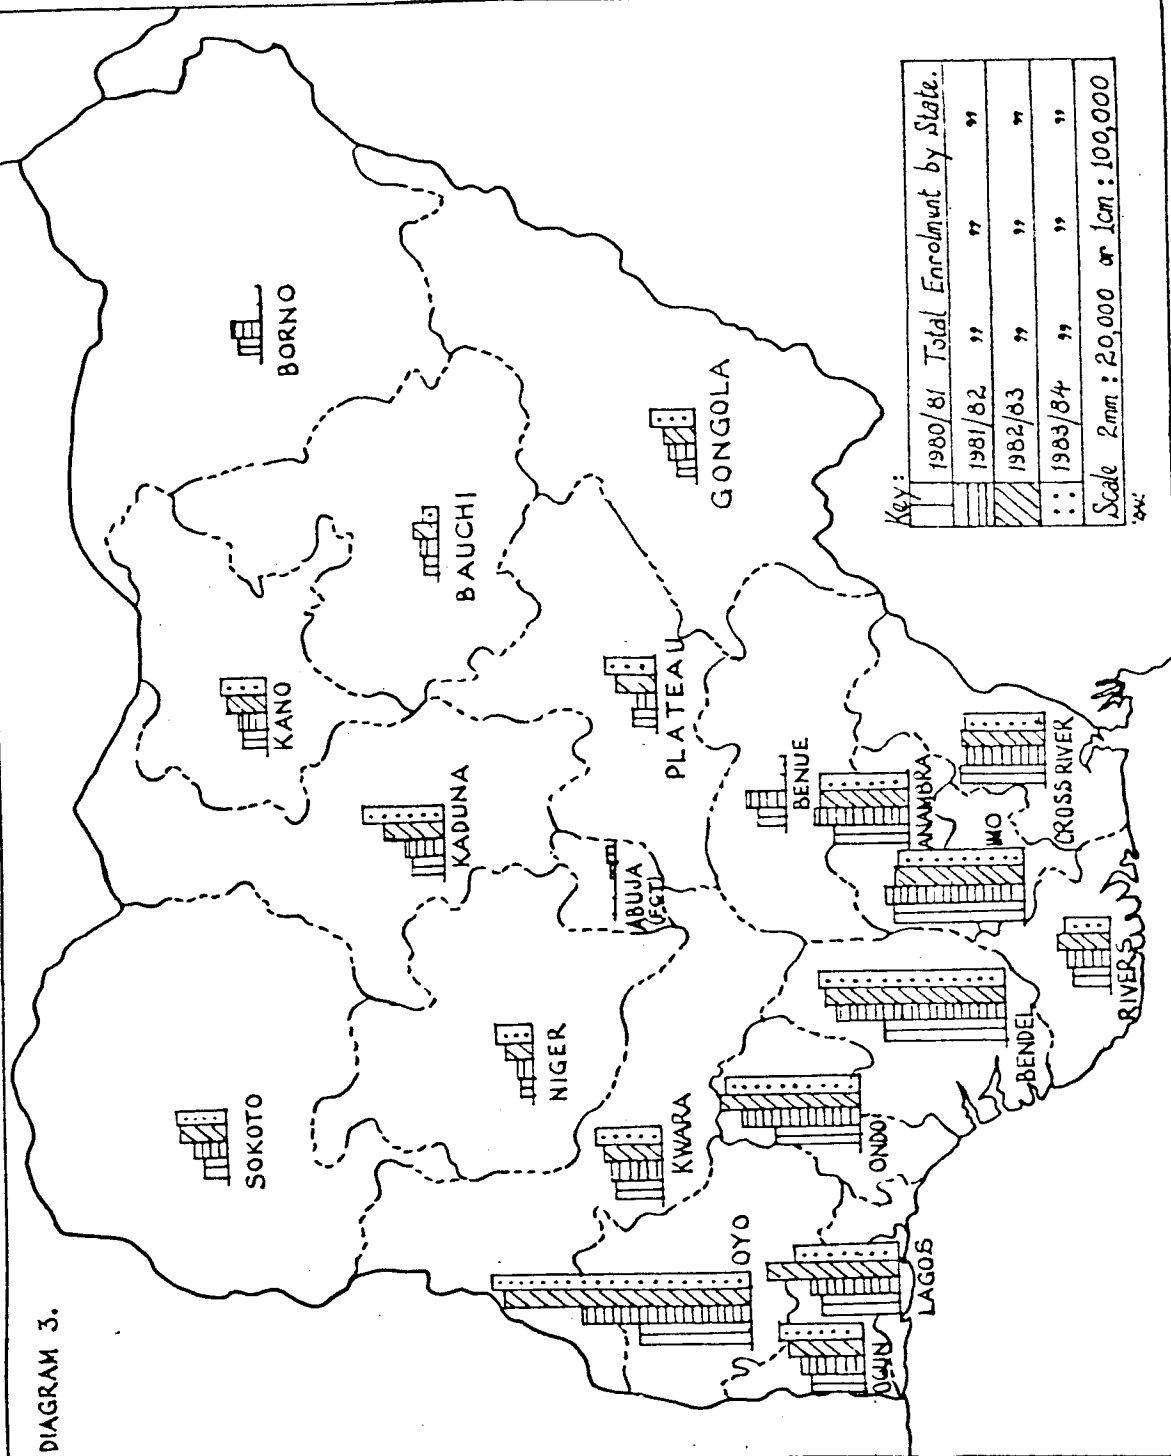 DIAGRAM 3.
SOKOTO
KANO
BORNO
KADUNA
BAUCHI
NIGER
ABUJA
(FCT)
PLATEAU
GONGOLA
KWARA
OYO
BENUE
ONDO
BENDEL
ANAMBRA
IMO
CROSS RIVER
OGUN
LAGOS
RIVERS
Key:
1980/81 Total Enrolmunt by State.
1981/82 " " "
1982/83 " " "
1983/84 " " "
Scale 2mm : 20,000 or 1cm : 100,000